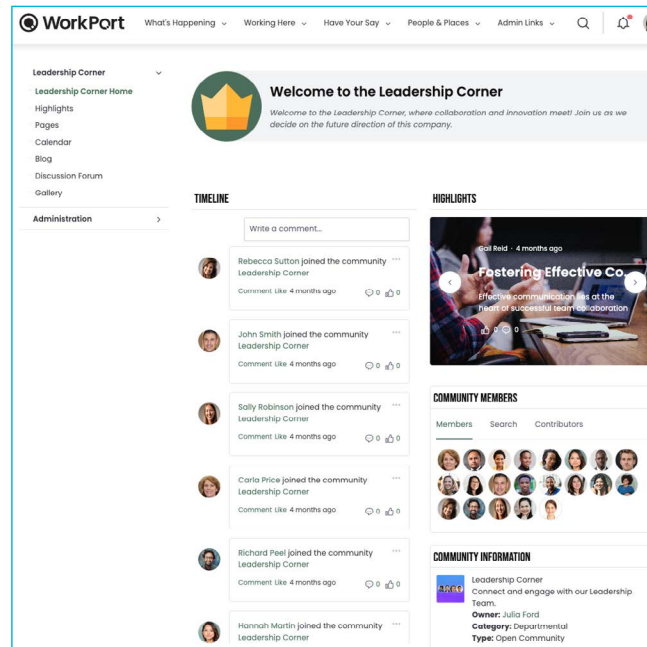 WorkPort
What's Happening
Working Here
Have Your Say
People & Places
Admin Links
Leadership Corner
Leadership Corner Home
Highlights
Pages
Calendar
Blog
Discussion Forum
Gallery
Administration
Welcome to the Leadership Corner
Welcome to the Leadership Corner, where collaboration and innovation meet! Join us as we
decide on the future direction of this company.
TIMELINE
Write a comment...
Rebecca Sutton joined the community
Leadership Corner
Comment Like 4 months ago
0 0
John Smith joined the community
Leadership Corner
Comment Like 4 months ago
0 0
Sally Robinson joined the community
Leadership Corner
Comment Like 4 months ago
0 0
Carla Price joined the community
Leadership Corner
Comment Like 4 months ago
0 0
Richard Peel joined the community
Leadership Corner
Comment Like 4 months ago
0 0
Hannah Martin joined the community
Leadership Corner
HIGHLIGHTS
Gail Reid · 4 months ago
Fostering Effective Co...
Effective communication lies at the
heart of successful team collaboration
0 0
COMMUNITY MEMBERS
Members Search Contributors
COMMUNITY INFORMATION
Leadership Corner
Connect and engage with our Leadership
Team.
Owner: Julia Ford
Category: Departmental
Type: Open Community